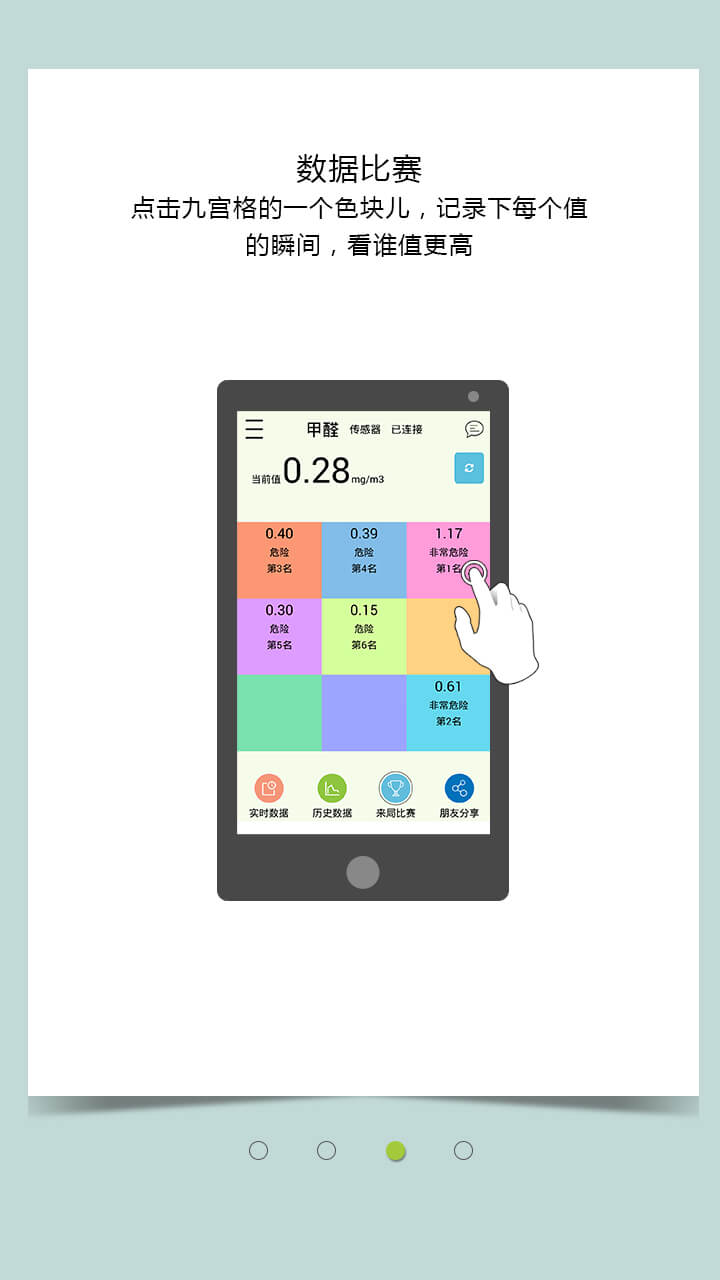 数据比赛
点击九宫格的一个色块儿，记录下每个值
的瞬间，看谁值更高
甲醛 传感器 已连接
当前值0.28mg/m3
0.40 0.39 1.17
危险 危险 非常危险
第3名 第4名 第1名
0.30 0.15
危险 危险
第5名 第6名
0.61
非常危险
第2名
实时数据 历史数据 来局比赛 朋友分享